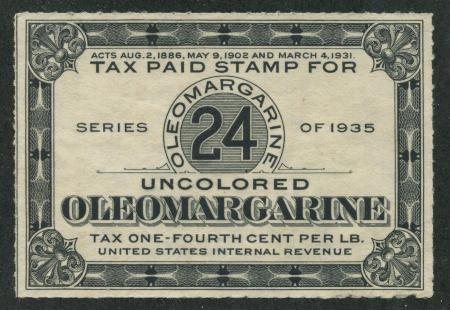 ACTS AUG. 2, 1886, MAY 9, 1902 AND MARCH 4, 1931.
TAX PAID STAMP FOR
OLEOMARGARINE
SERIES 24 OF 1935
UNCOLORED
OLEOMARGARINE
TAX ONE-FOURTH CENT PER LB.
UNITED STATES INTERNAL REVENUE